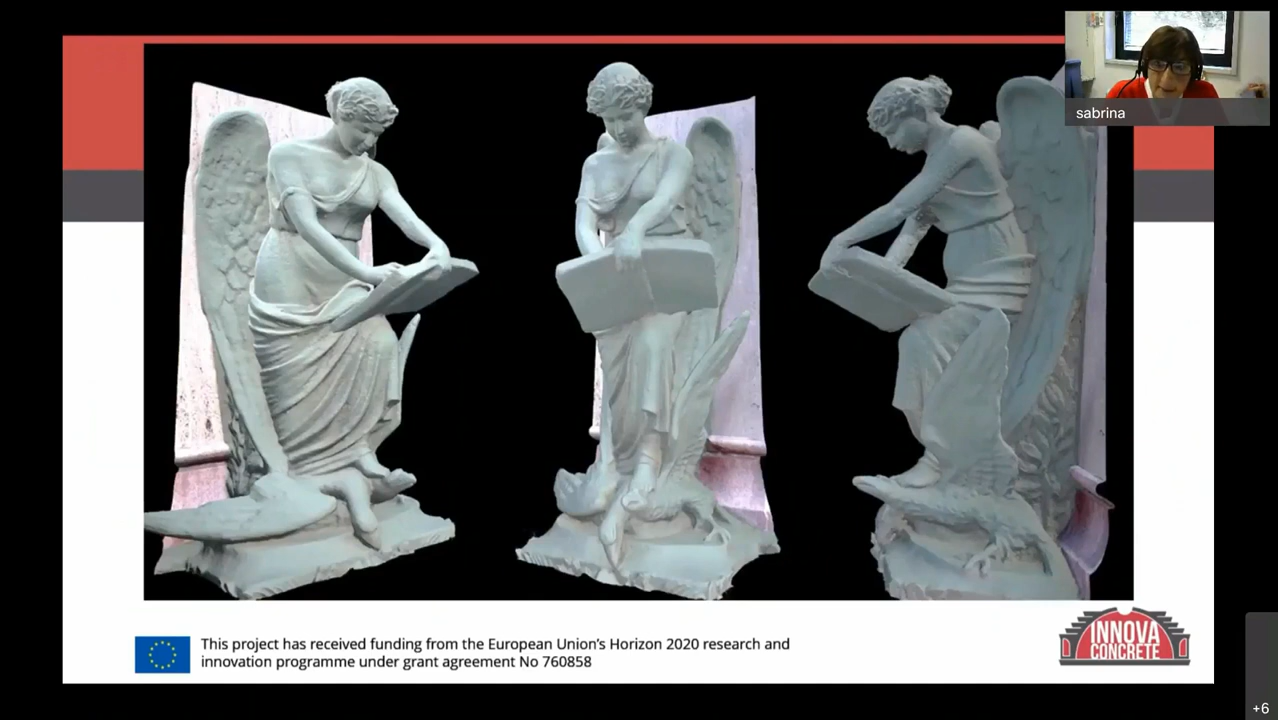 sabrina
This project has received funding from the European Union's Horizon 2020 research and
innovation programme under grant agreement No 760858
INNOVA
CONCRETE
+6